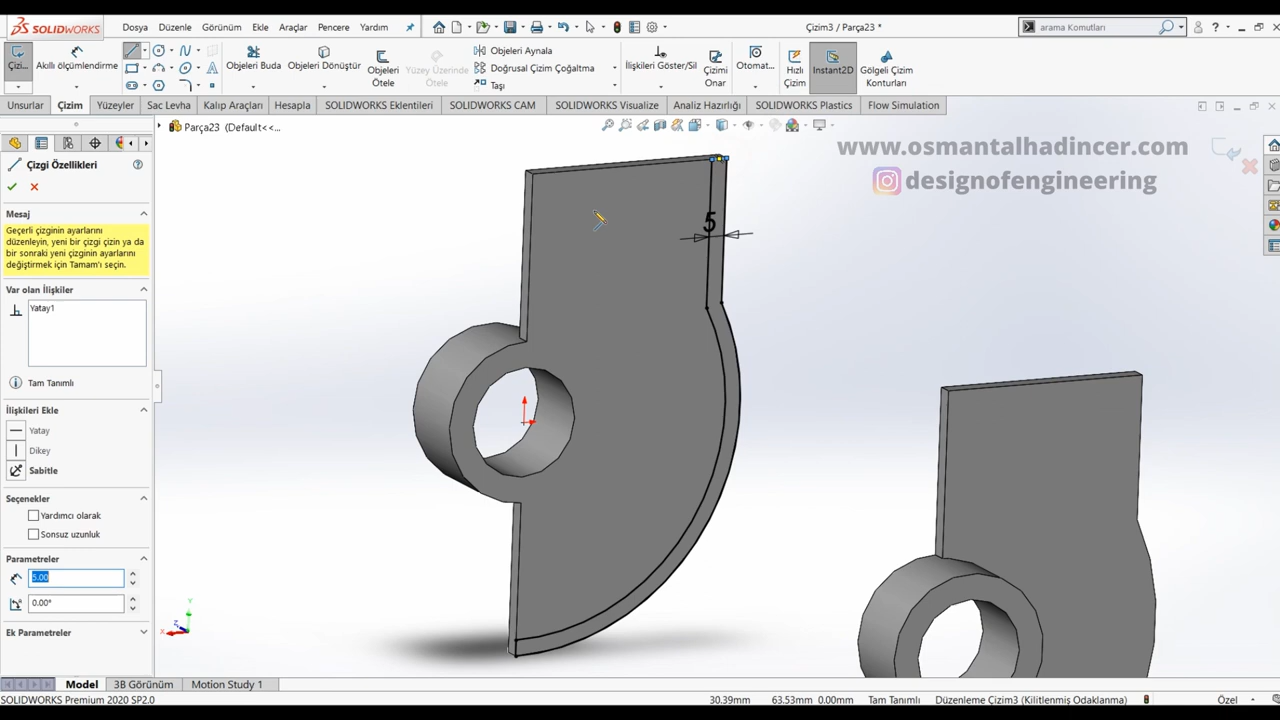 SOLIDWORKS
Dosya Düzenle Görünüm Ekle Araçlar Pencere Yardım
Çizim3 / Parça23 *
arama Komutları
Çizi... Akıllı ölçümlendirme
Objeleri Buda Objeleri Dönüştür Objeleri Ötele Yüzey Üzerinde Ötele
Objeleri Aynala
Doğrusal Çizim Çoğaltma
Taşı
İlişkileri Göster/Sil Çizimi Onar Otomat... Hızlı Çizim Instant2D Gölgeli Çizim Konturları
Unsurlar Çizim Yüzeyler Sac Levha Kalıp Araçları Hesapla SOLIDWORKS Eklentileri SOLIDWORKS CAM SOLIDWORKS Visualize Analiz Hazırlığı SOLIDWORKS Plastics Flow Simulation
Parça23 (Default<<...
www.osmantalhadincer.com
designofengineering
Çizgi Özellikleri
Mesaj
Geçerli çizginin ayarlarını
düzenleyin, yeni bir çizgi çizin ya da
bir sonraki yeni çizginin ayarlarını
değiştirmek için Tamam'ı seçin.
Var olan İlişkiler
Yatay1
Tam Tanımlı
İlişkileri Ekle
Yatay
Dikey
Sabitle
Seçenekler
Yardımcı olarak
Sonsuz uzunluk
Parametreler
5.00
0.00°
Ek Parametreler
5
Y
X
Z
Model 3B Görünüm Motion Study 1
SOLIDWORKS Premium 2020 SP2.0
30.39mm 63.53mm 0.00mm Tam Tanımlı Düzenleme Çizim3 (Kilitlenmiş Odaklanma) Özel